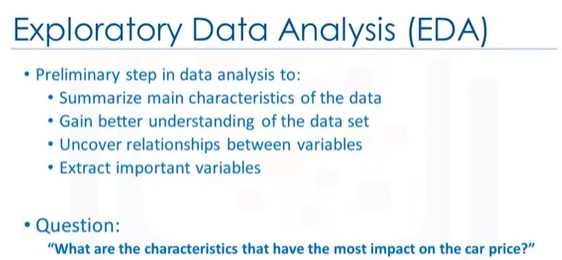 Exploratory Data Analysis (EDA)
• Preliminary step in data analysis to:
• Summarize main characteristics of the data
• Gain better understanding of the data set
• Uncover relationships between variables
• Extract important variables
• Question:
“What are the characteristics that have the most impact on the car price?”